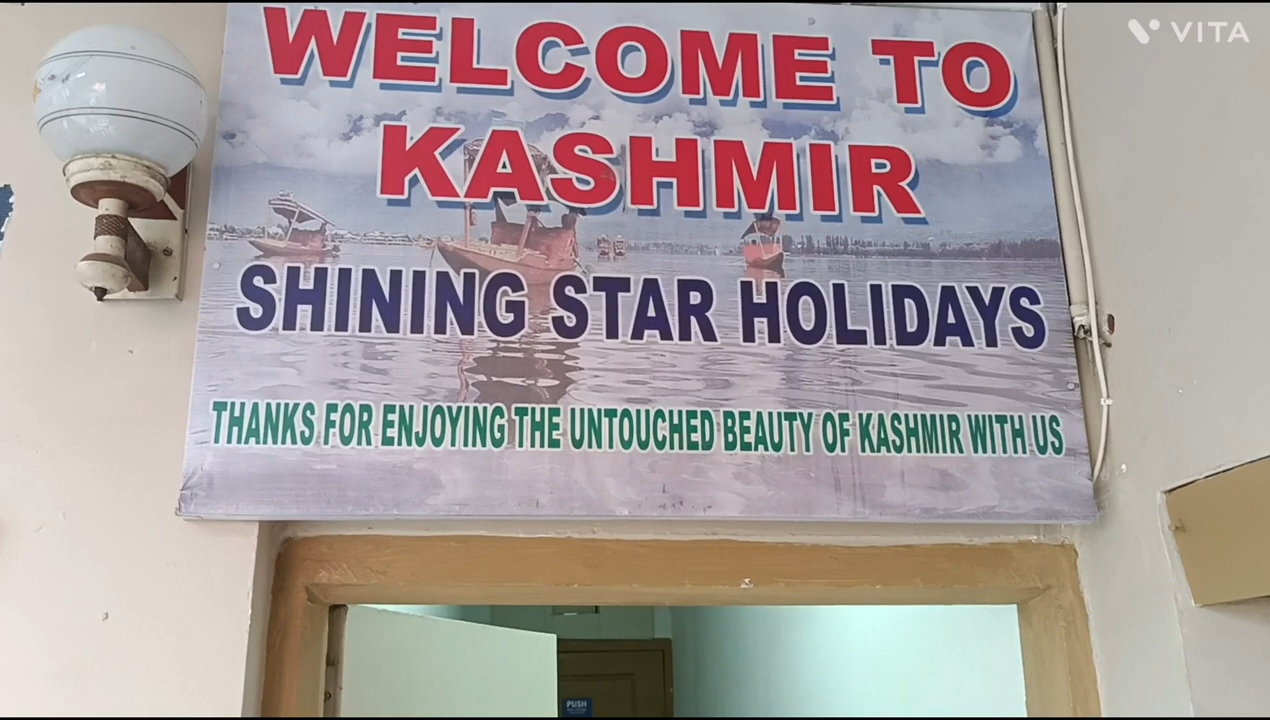 VITA
WELCOME TO
KASHMIR
SHINING STAR HOLIDAYS
THANKS FOR ENJOYING THE UNTOUCHED BEAUTY OF KASHMIR WITH US
PUSH